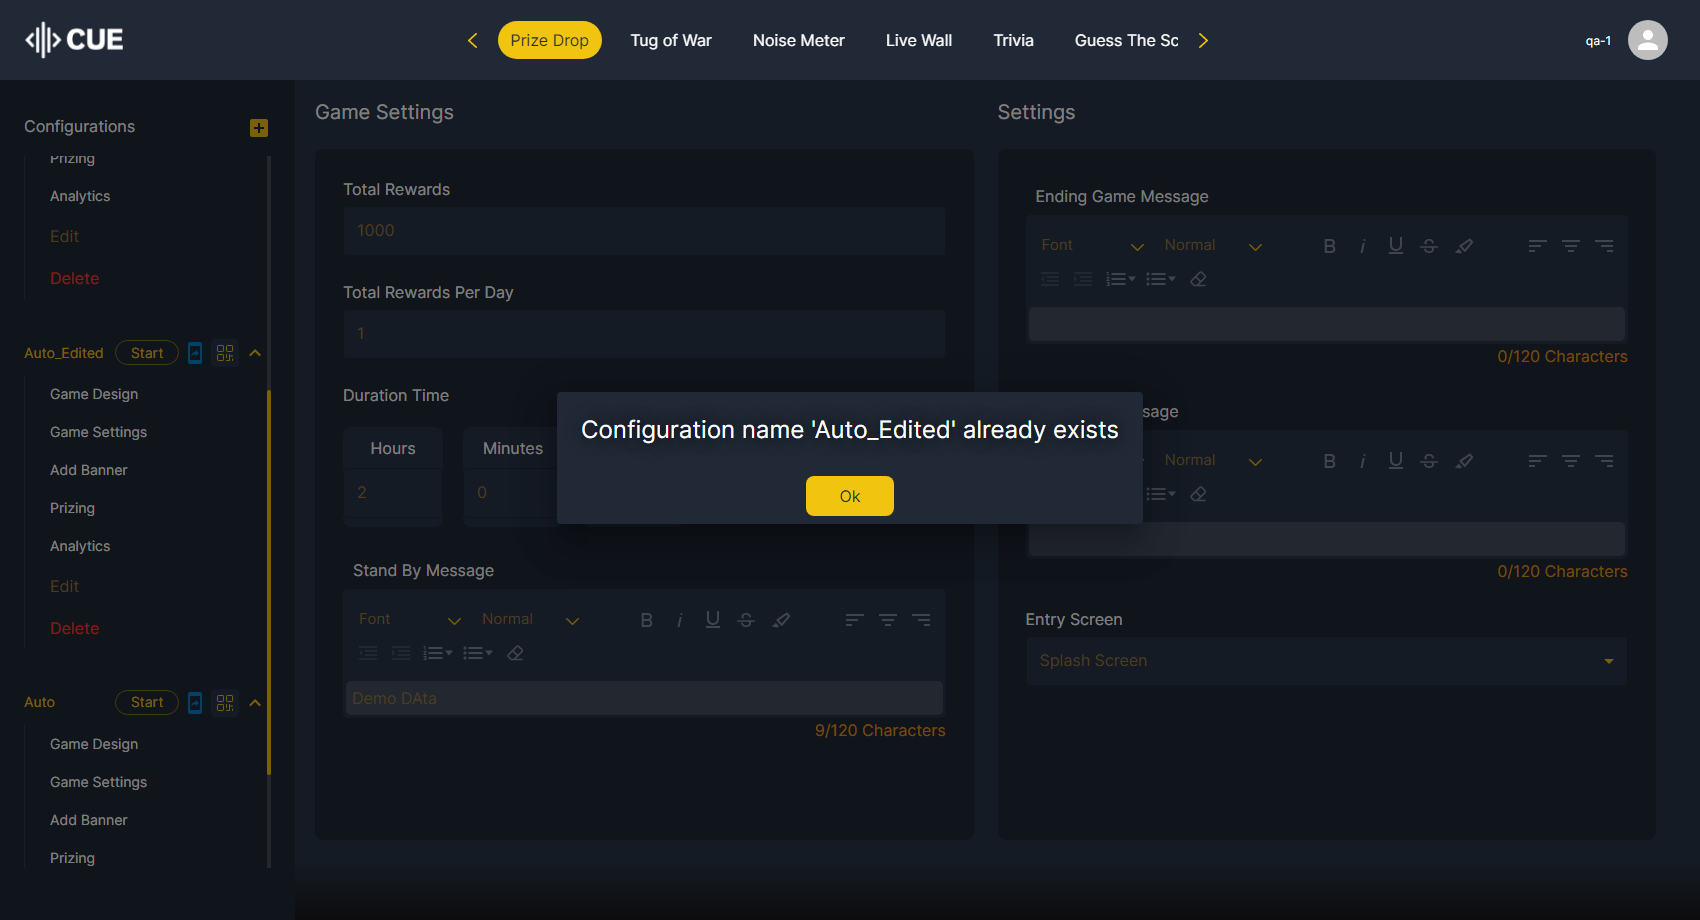 CUE
Prize Drop
Tug of War
Noise Meter
Live Wall
Trivia
Guess The Sc
qa-1
Configurations
Prizing
Analytics
Edit
Delete
Auto_Edited
Start
Game Design
Game Settings
Add Banner
Prizing
Analytics
Edit
Delete
Auto
Start
Game Design
Game Settings
Add Banner
Prizing
Game Settings
Total Rewards
1000
Total Rewards Per Day
1
Duration Time
Hours
Minutes
2
0
Stand By Message
Font
Normal
Demo DAta
9/120 Characters
Configuration name 'Auto_Edited' already exists
Ok
Settings
Ending Game Message
Font
Normal
0/120 Characters
sage
Normal
0/120 Characters
Entry Screen
Splash Screen